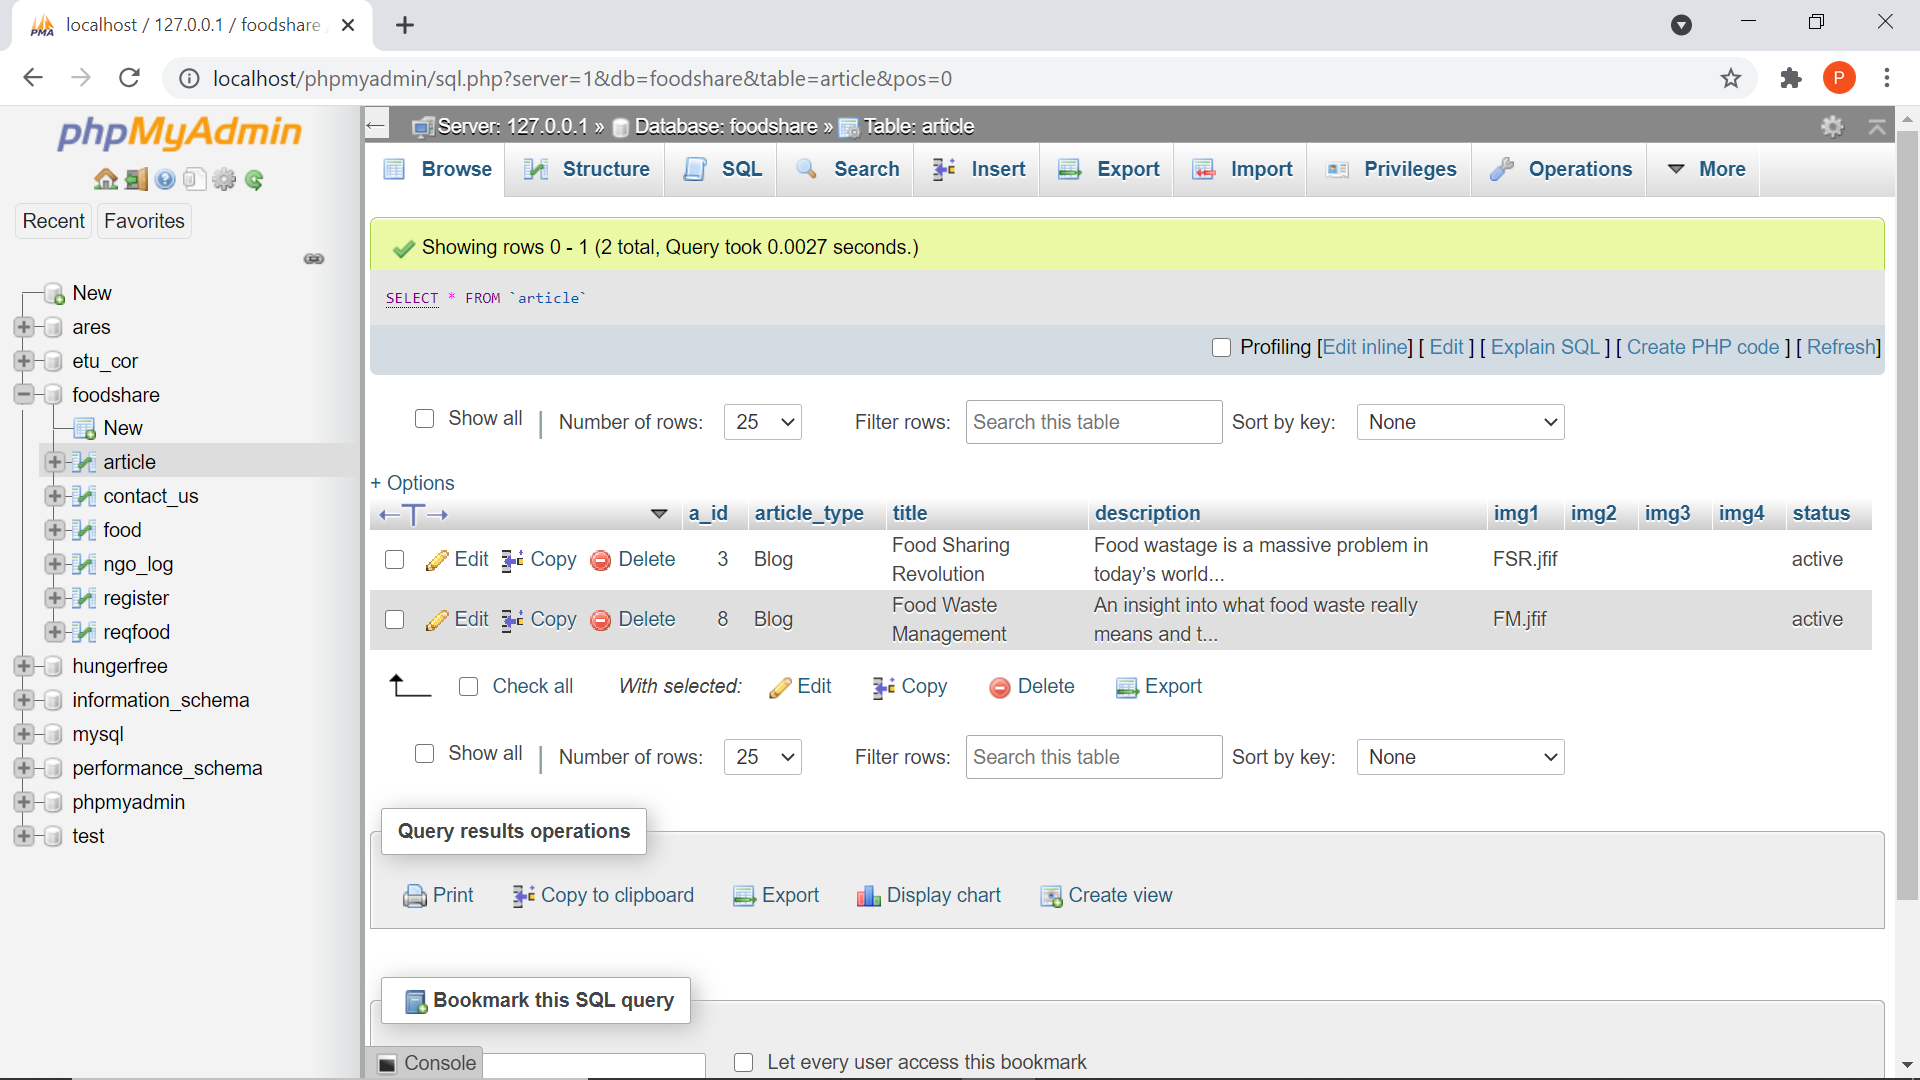 localhost / 127.0.0.1 / foodshare
localhost/phpmyadmin/sql.php?server=1&db=foodshare&table=article&pos=0
P
phpMyAdmin
Recent Favorites
New
ares
etu_cor
foodshare
New
article
contact_us
food
ngo_log
register
reqfood
hungerfree
information_schema
mysql
performance_schema
phpmyadmin
test
Server: 127.0.0.1 » Database: foodshare » Table: article
Browse Structure SQL Search Insert Export Import Privileges Operations More
Showing rows 0 - 1 (2 total, Query took 0.0027 seconds.)
SELECT * FROM `article`
Profiling [Edit inline] [ Edit ] [ Explain SQL ] [ Create PHP code ] [ Refresh]
Show all | Number of rows: 25 Filter rows: Search this table Sort by key: None
+ Options
←T→ a_id article_type title description img1 img2 img3 img4 status
Edit Copy Delete 3 Blog Food Sharing Revolution Food wastage is a massive problem in today’s world... FSR.jfif active
Edit Copy Delete 8 Blog Food Waste Management An insight into what food waste really means and t... FM.jfif active
Check all With selected: Edit Copy Delete Export
Show all | Number of rows: 25 Filter rows: Search this table Sort by key: None
Query results operations
Print Copy to clipboard Export Display chart Create view
Bookmark this SQL query
Console Let every user access this bookmark